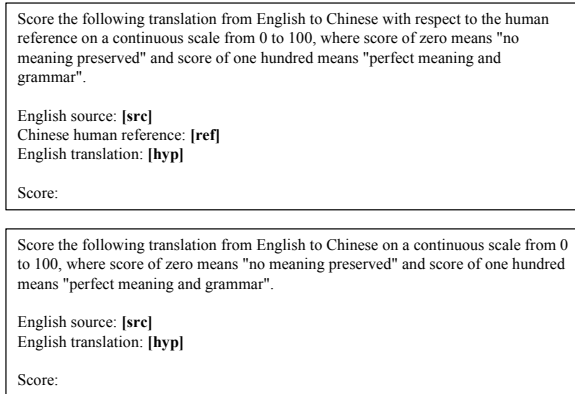 Score the following translation from English to Chinese with respect to the human
reference on a continuous scale from 0 to 100, where score of zero means "no
meaning preserved" and score of one hundred means "perfect meaning and
grammar".
English source: [src]
Chinese human reference: [ref]
English translation: [hyp]
Score:
Score the following translation from English to Chinese on a continuous scale from 0
to 100, where score of zero means "no meaning preserved" and score of one hundred
means "perfect meaning and grammar".
English source: [src]
English translation: [hyp]
Score: